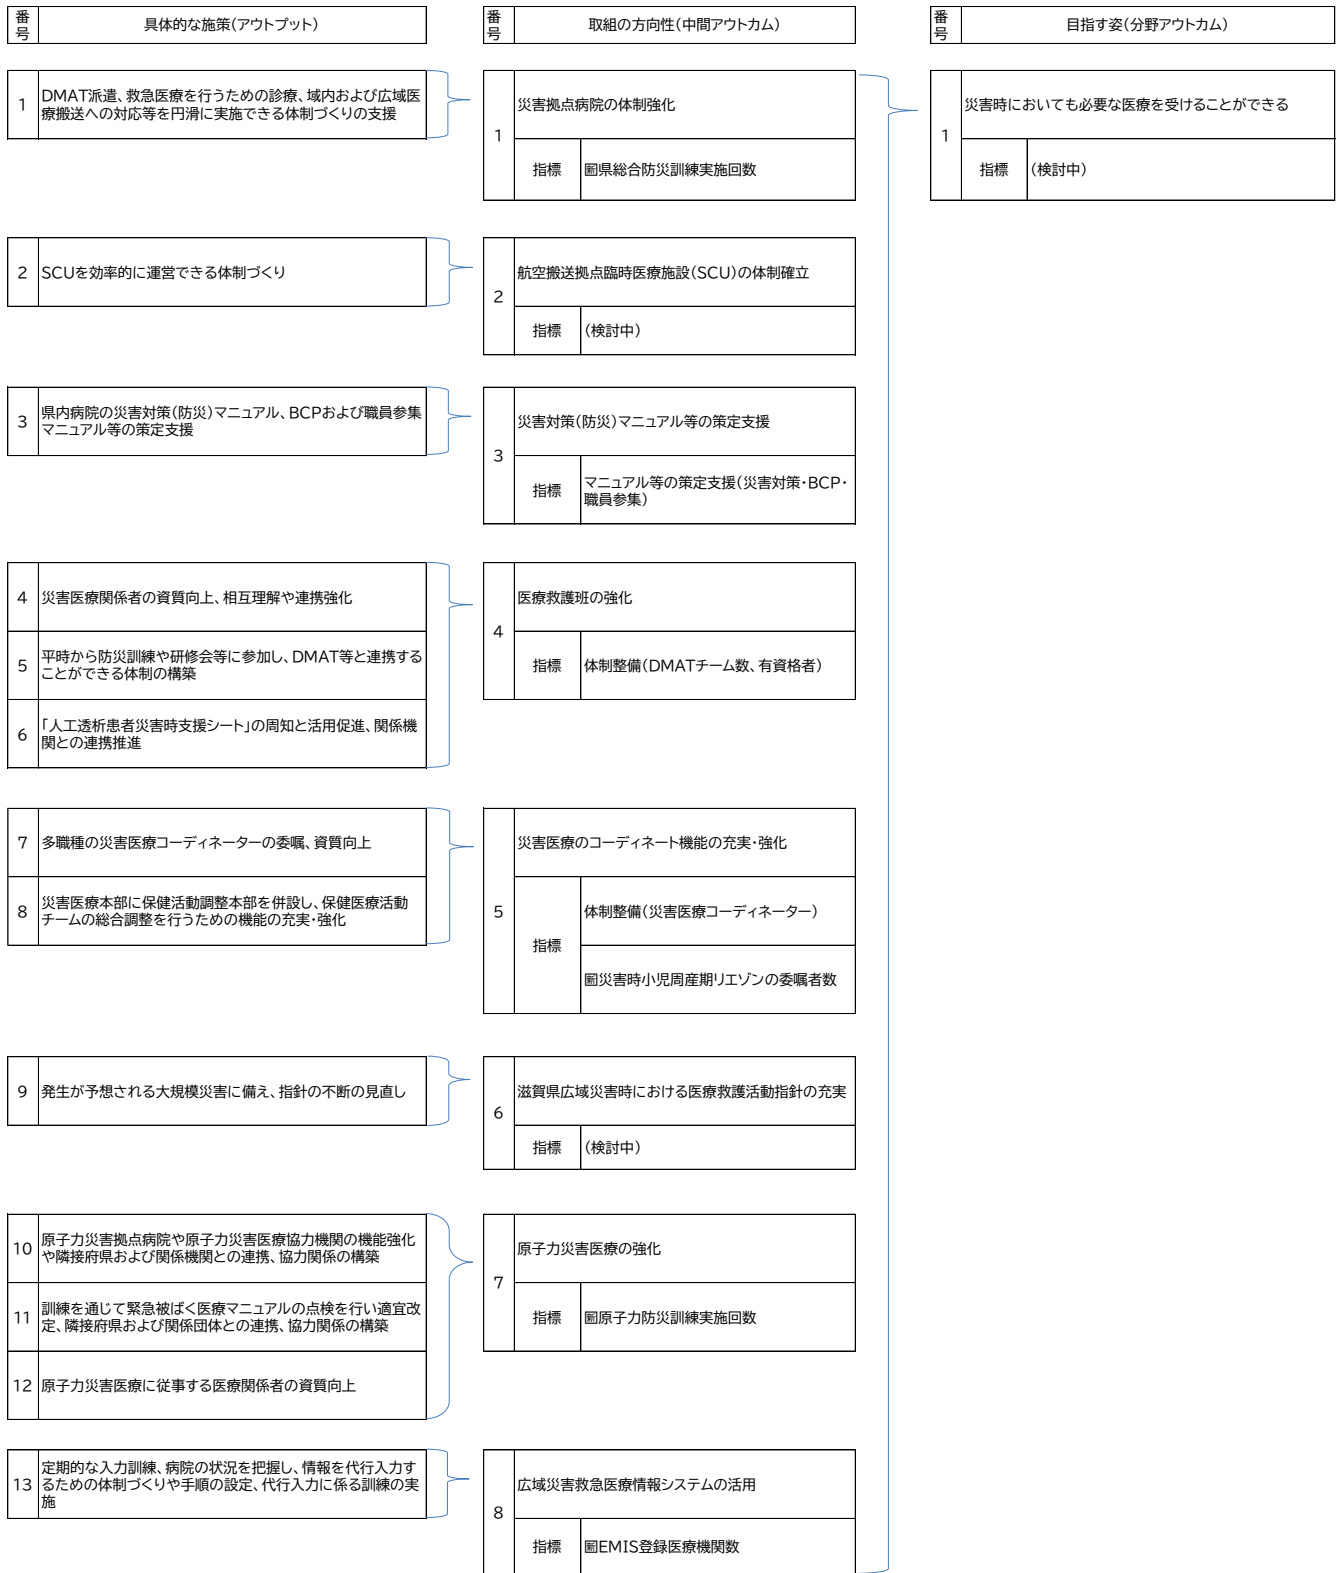 番号
具体的な施策(アウトプット)
番号
取組の方向性(中間アウトカム)
番号
目指す姿(分野アウトカム)
1
DMAT派遣、救急医療を行うための診療、域内および広域医
療搬送への対応等を円滑に実施できる体制づくりの支援
1
災害拠点病院の体制強化
指標
県総合防災訓練実施回数
1
災害時においても必要な医療を受けることができる
指標
(検討中)
2
SCUを効率的に運営できる体制づくり
2
航空搬送拠点臨時医療施設(SCU)の体制確立
指標
(検討中)
3
県内病院の災害対策(防災)マニュアル、BCPおよび職員参集
マニュアル等の策定支援
3
災害対策(防災)マニュアル等の策定支援
指標
マニュアル等の策定支援(災害対策・BCP・
職員参集)
4
災害医療関係者の資質向上、相互理解や連携強化
5
平時から防災訓練や研修会等に参加し、DMAT等と連携する
ことができる体制の構築
6
「人工透析患者災害時支援シート」の周知と活用促進、関係機
関との連携推進
4
医療救護班の強化
指標
体制整備(DMATチーム数、有資格者)
7
多職種の災害医療コーディネーターの委嘱、資質向上
8
災害医療本部に保健活動調整本部を併設し、保健医療活動
チームの総合調整を行うための機能の充実・強化
5
災害医療のコーディネート機能の充実・強化
指標
体制整備(災害医療コーディネーター)
災害時小児周産期リエゾンの委嘱者数
9
発生が予想される大規模災害に備え、指針の不断の見直し
6
滋賀県広域災害時における医療救護活動指針の充実
指標
(検討中)
10
原子力災害拠点病院や原子力災害医療協力機関の機能強化
や隣接府県および関係機関との連携、協力関係の構築
11
訓練を通じて緊急被ばく医療マニュアルの点検を行い適宜改
定、隣接府県および関係団体との連携、協力関係の構築
12
原子力災害医療に従事する医療関係者の資質向上
7
原子力災害医療の強化
指標
原子力防災訓練実施回数
13
定期的な入力訓練、病院の状況を把握し、情報を代行入力す
るための体制づくりや手順の設定、代行入力に係る訓練の実
施
8
広域災害救急医療情報システムの活用
指標
EMIS登録医療機関数